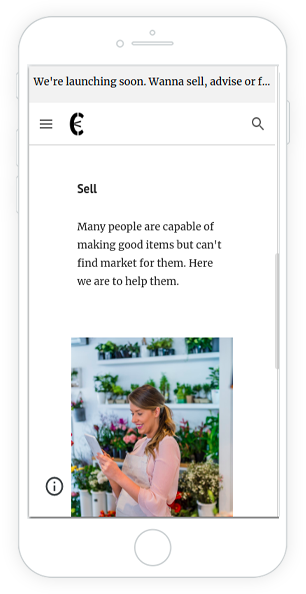 We're launching soon. Wanna sell, advise or f...
Sell
Many people are capable of
making good items but can't
find market for them. Here
we are to help them.